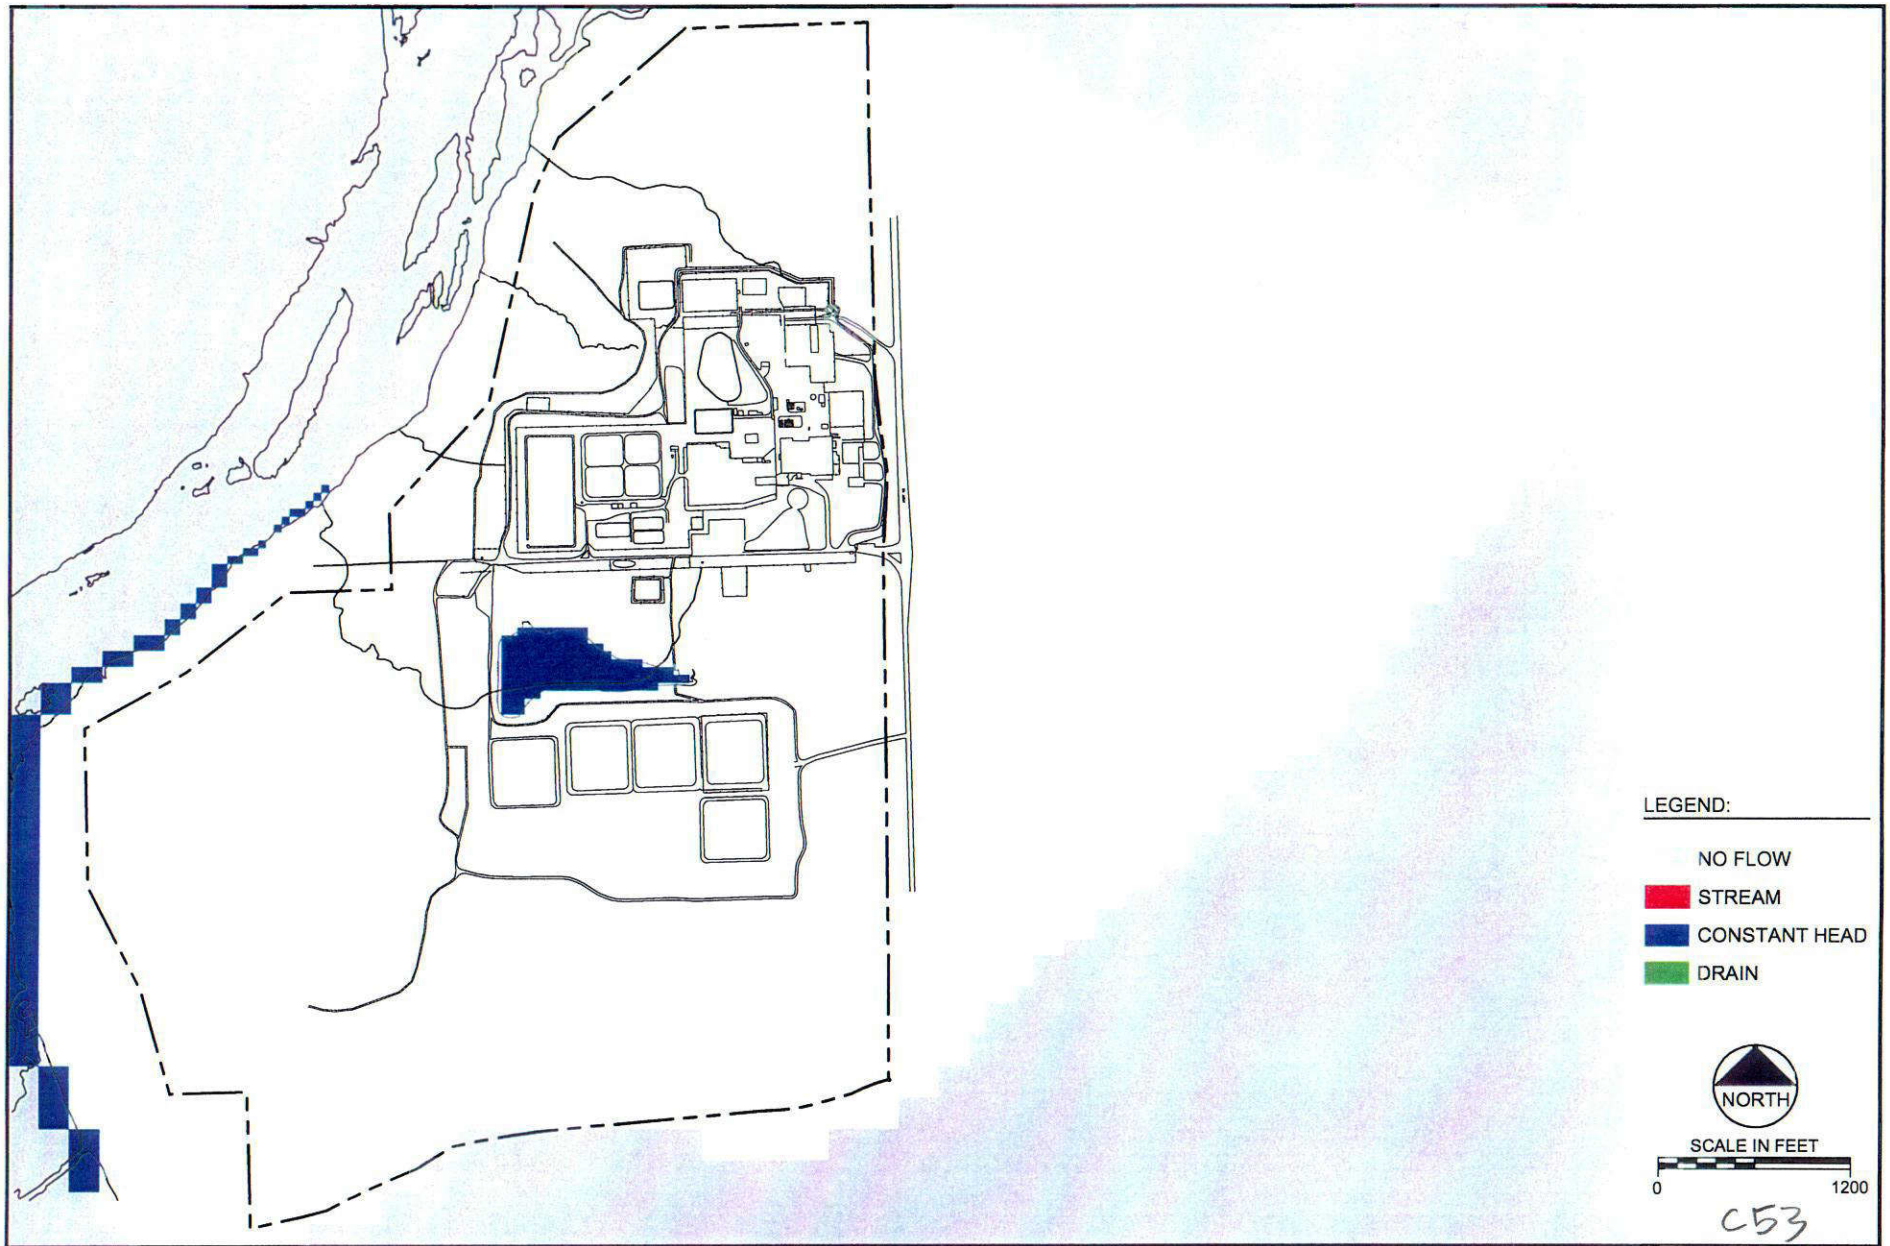 LEGEND:
NO FLOW
STREAM
CONSTANT HEAD
DRAIN
NORTH
SCALE IN FEET
0 1200
C53